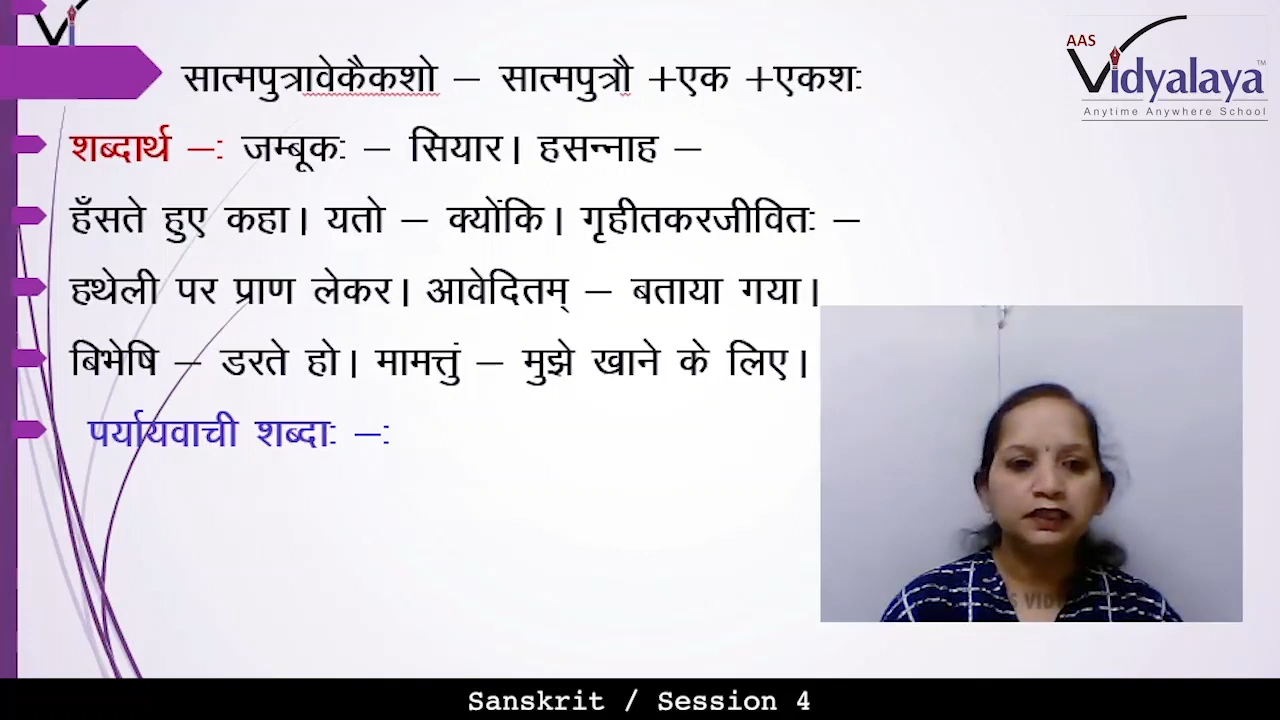 AAS
Vidyalaya
TM
Anytime Anywhere School
सात्मपुत्रावेकैकशो – सात्मपुत्रौ +एक +एकशः
शब्दार्थ –: जम्बूकः – सियार। हसन्नाह –
हँसते हुए कहा। यतो – क्योंकि। गृहीतकरजीवितः –
हथेली पर प्राण लेकर। आवेदितम् – बताया गया।
बिभेषि – डरते हो। मामत्तुं – मुझे खाने के लिए।
पर्यायवाची शब्दाः –:
Sanskrit / Session 4